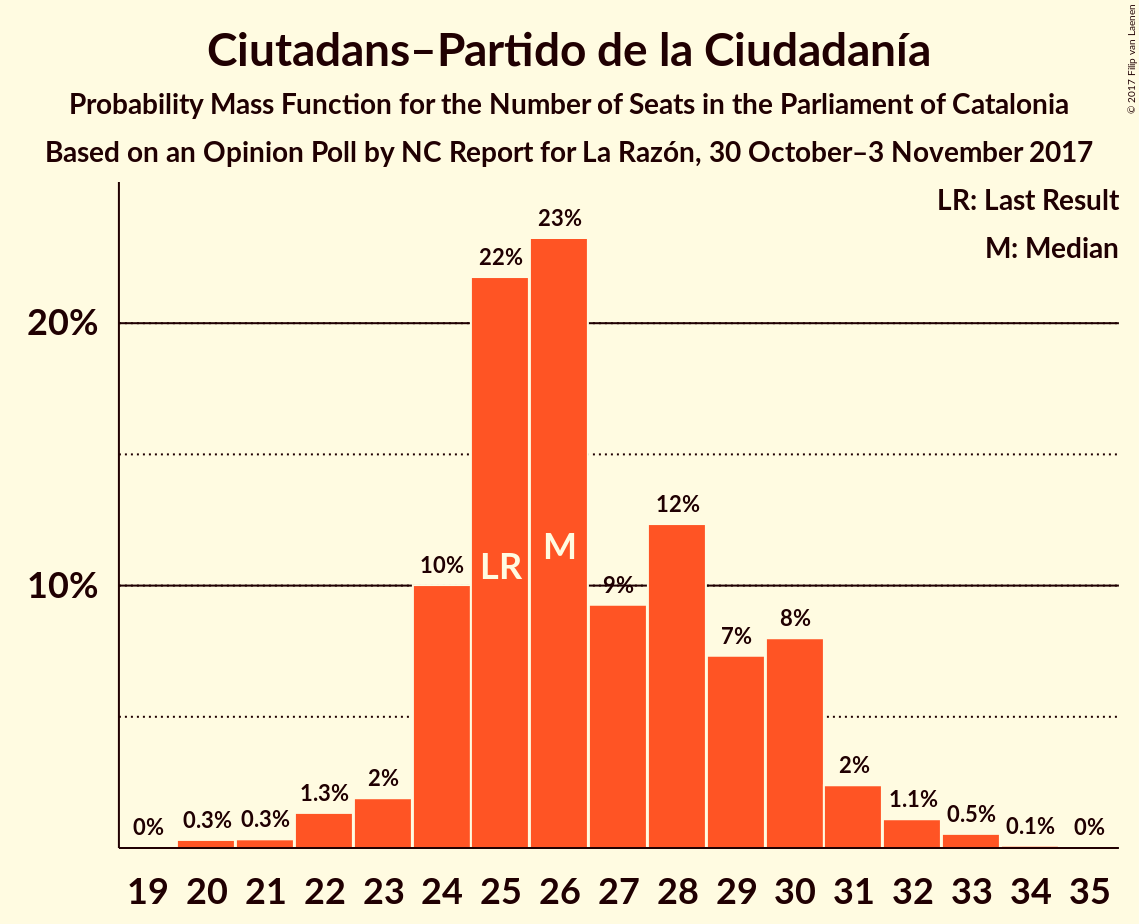 © 2017 Filip van Laenen
Ciutadans–Partido de la Ciudadanía
Probability Mass Function for the Number of Seats in the Parliament of Catalonia
Based on an Opinion Poll by NC Report for La Razón, 30 October–3 November 2017
LR: Last Result
M: Median
20%
10%
0% 0.3% 0.3% 1.3% 2% 10% 22% 23% 9% 12% 7% 8% 2% 1.1% 0.5% 0.1% 0%
LR M
19 20 21 22 23 24 25 26 27 28 29 30 31 32 33 34 35